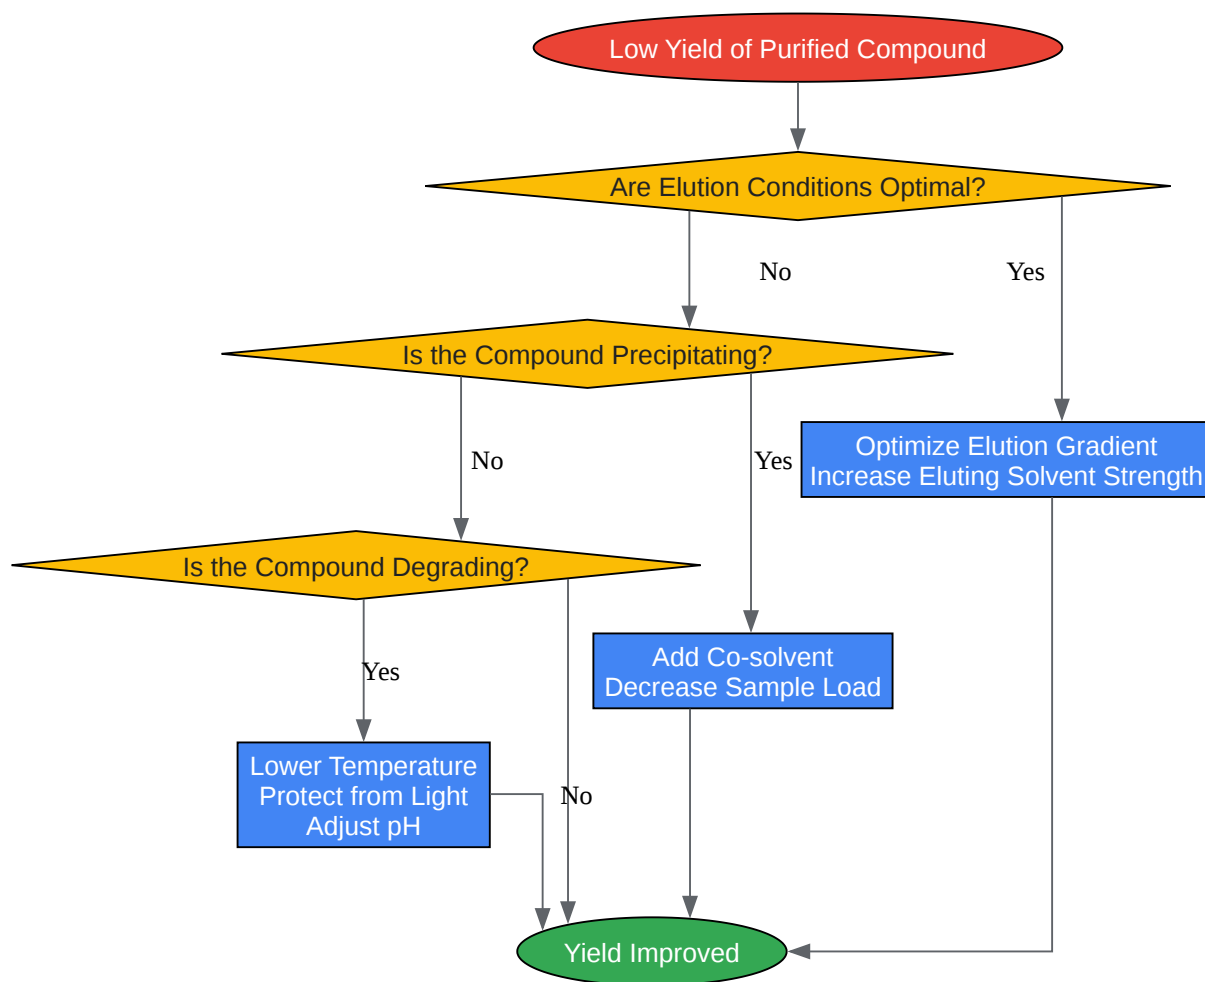 Low Yield of Purified Compound
Are Elution Conditions Optimal?
No
Yes
Is the Compound Precipitating?
No
Yes
Optimize Elution Gradient
Increase Eluting Solvent Strength
Is the Compound Degrading?
Yes
Add Co-solvent
Decrease Sample Load
Lower Temperature
Protect from Light
Adjust pH
No
Yield Improved